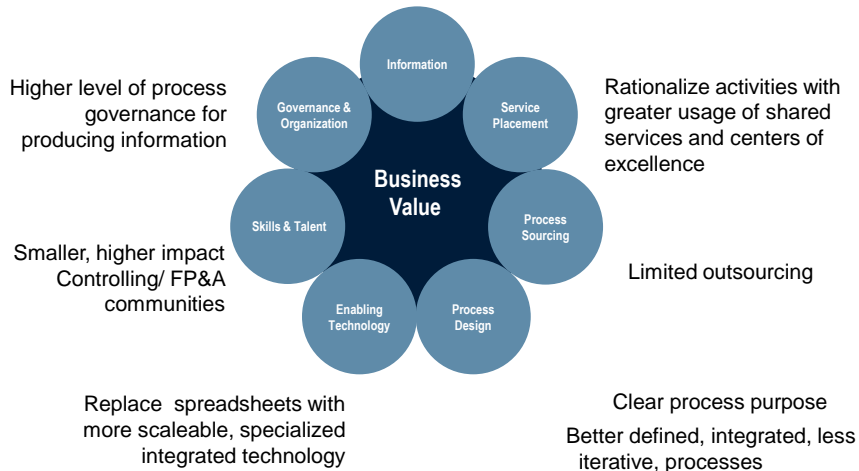 Information
Higher level of process
governance for
producing information
Governance &
Organization
Service
Placement
Rationalize activities with
greater usage of shared
services and centers of
excellence
Business
Value
Skills & Talent
Process
Sourcing
Smaller, higher impact
Controlling/ FP&A
communities
Limited outsourcing
Enabling
Technology
Process
Design
Replace  spreadsheets with
more scaleable, specialized
integrated technology
Clear process purpose
Better defined, integrated, less
iterative, processes